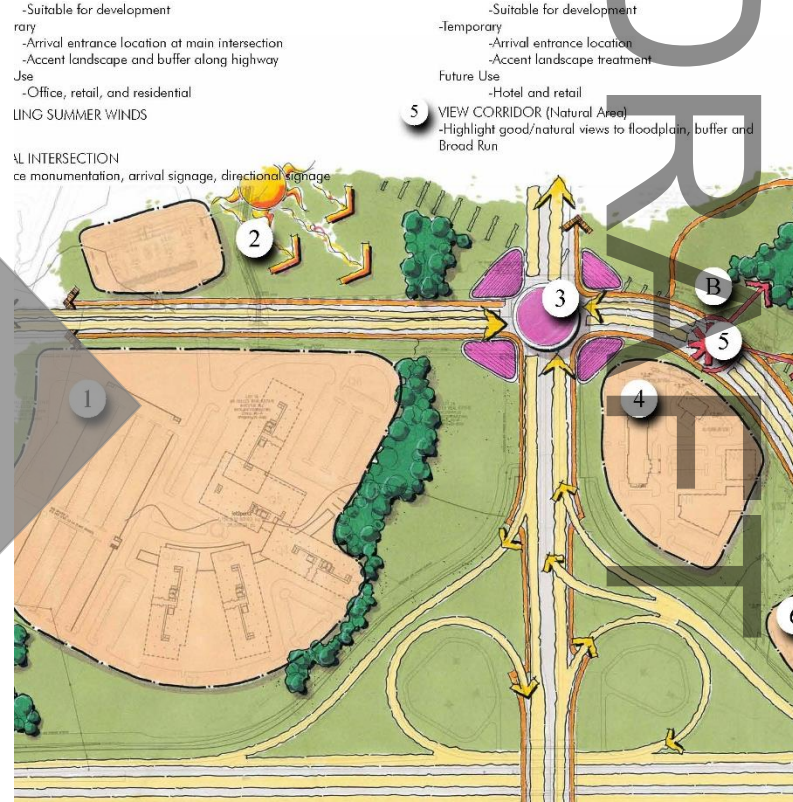 -Suitable for development
rary
-Arrival entrance location at main intersection
-Accent landscape and buffer along highway
Use
-Office, retail, and residential
LING SUMMER WINDS
AL INTERSECTION
ce monumentation, arrival signage, directional signage
-Suitable for development
-Temporary
-Arrival entrance location
-Accent landscape treatment
Future Use
-Hotel and retail
5 VIEW CORRIDOR (Natural Area)
-Highlight good/natural views to floodplain, buffer and
Broad Run
2
3
B
5
1
4
6
DRAFT